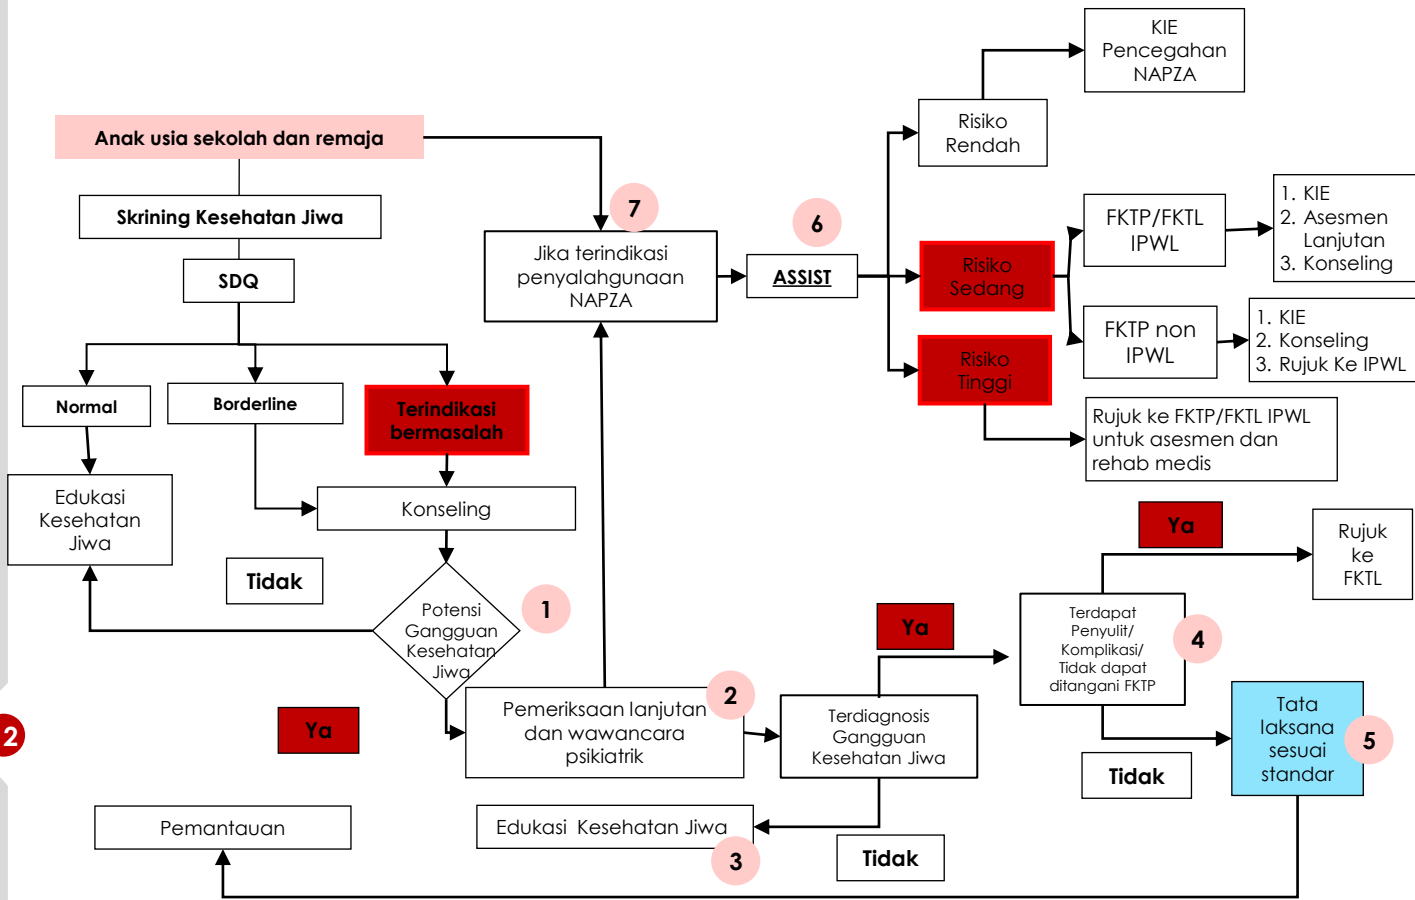 KIE
Pencegahan
NAPZA
Anak usia sekolah dan remaja
Risiko
Rendah
Skrining Kesehatan Jiwa
7
6
FKTP/FKTL
IPWL
1. KIE
2. Asesmen
Lanjutan
3. Konseling
Jika terindikasi
penyalahgunaan
NAPZA
ASSIST
Risiko
Sedang
SDQ
FKTP non
IPWL
1. KIE
2. Konseling
3. Rujuk Ke IPWL
Risiko
Tinggi
Normal
Borderline
Terindikasi
bermasalah
Rujuk ke FKTP/FKTL IPWL
untuk asesmen dan
rehab medis
Edukasi
Kesehatan
Jiwa
Konseling
Ya
Rujuk
ke
FKTL
Tidak
Potensi
Gangguan
Kesehatan
Jiwa
1
Ya
Terdapat
Penyulit/
Komplikasi/
Tidak dapat
ditangani FKTP
4
2
Ya
Pemeriksaan lanjutan
dan wawancara
psikiatrik
2
Terdiagnosis
Gangguan
Kesehatan Jiwa
Tata
laksana
sesuai
standar
5
Tidak
Pemantauan
Edukasi Kesehatan Jiwa
3
Tidak